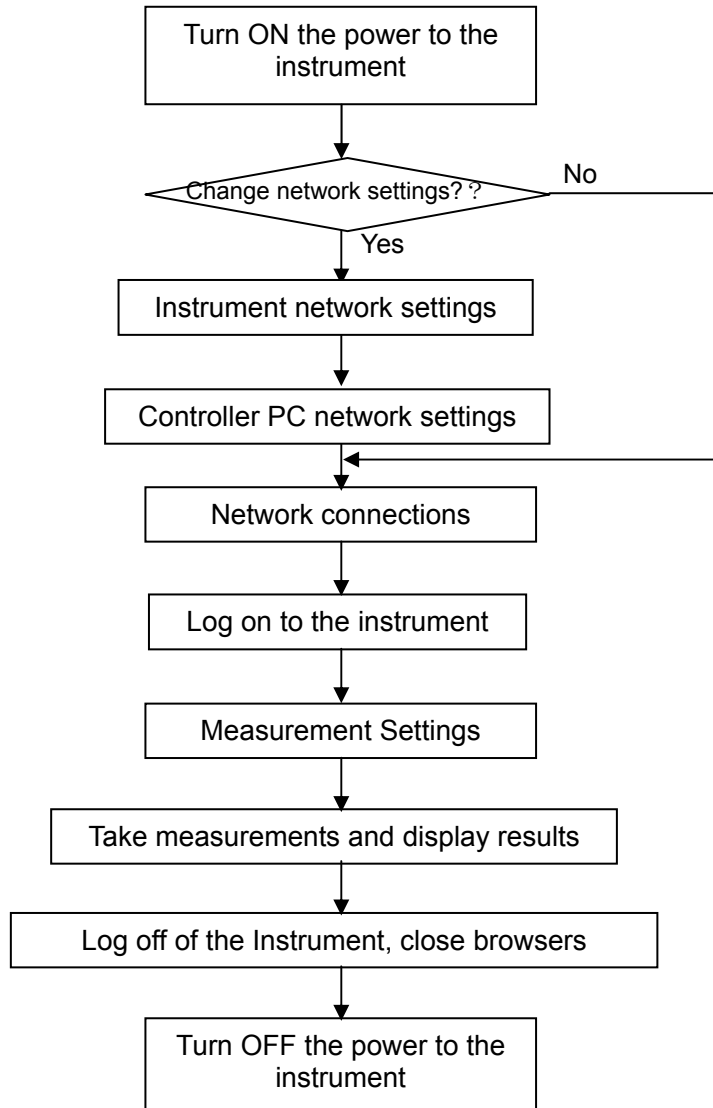 Turn ON the power to the
instrument
Change network settings??
No
Yes
Instrument network settings
Controller PC network settings
Network connections
Log on to the instrument
Measurement Settings
Take measurements and display results
Log off of the Instrument, close browsers
Turn OFF the power to the
instrument